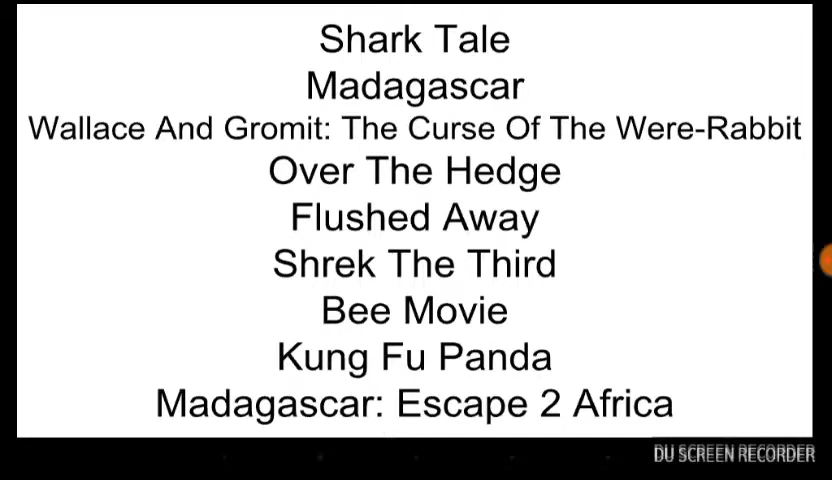 Shark Tale
Madagascar
Wallace And Gromit: The Curse Of The Were-Rabbit
Over The Hedge
Flushed Away
Shrek The Third
Bee Movie
Kung Fu Panda
Madagascar: Escape 2 Africa
DU SCREEN RECORDER